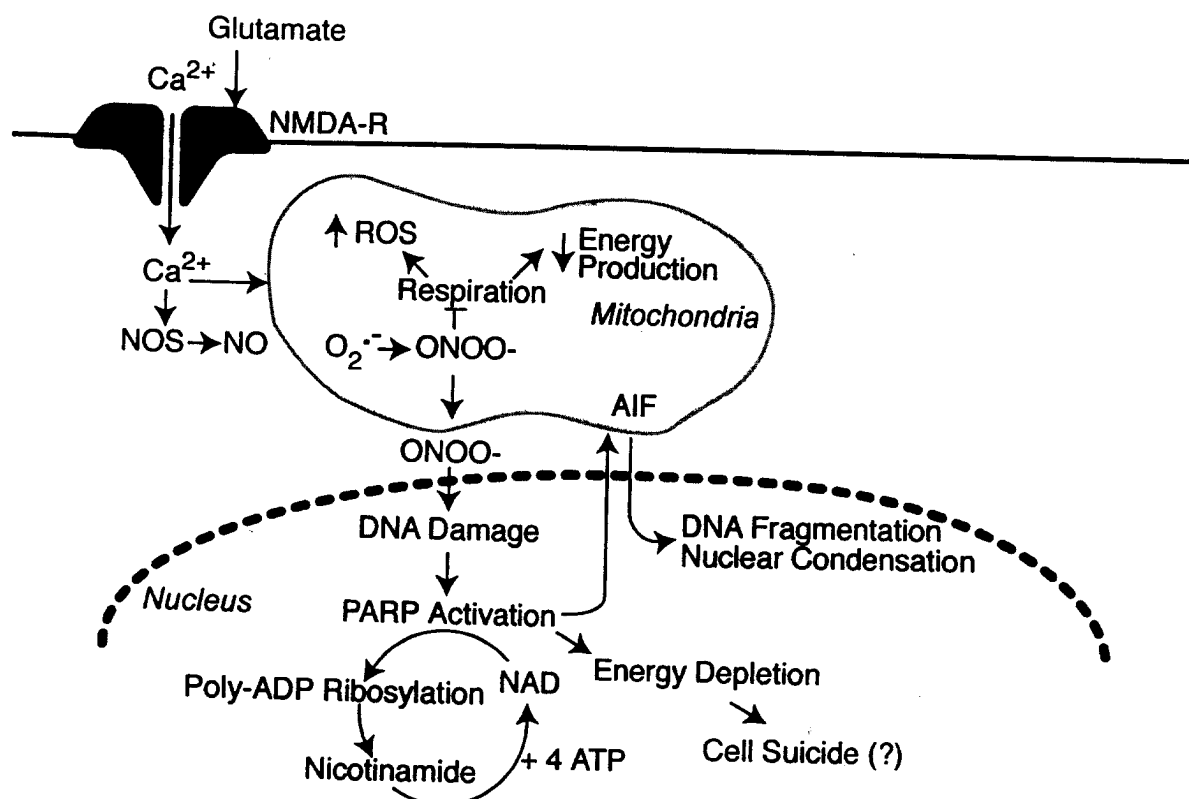 Glutamate
Ca2+
NMDA-R
↑ ROS
↓ Energy
Production
Ca2+
Respiration
Mitochondria
NOS → NO
O2·- → ONOO-
AIF
ONOO-
DNA Damage
DNA Fragmentation
Nuclear Condensation
Nucleus
PARP Activation
Energy Depletion
Poly-ADP Ribosylation
NAD
Cell Suicide (?)
Nicotinamide
+ 4 ATP